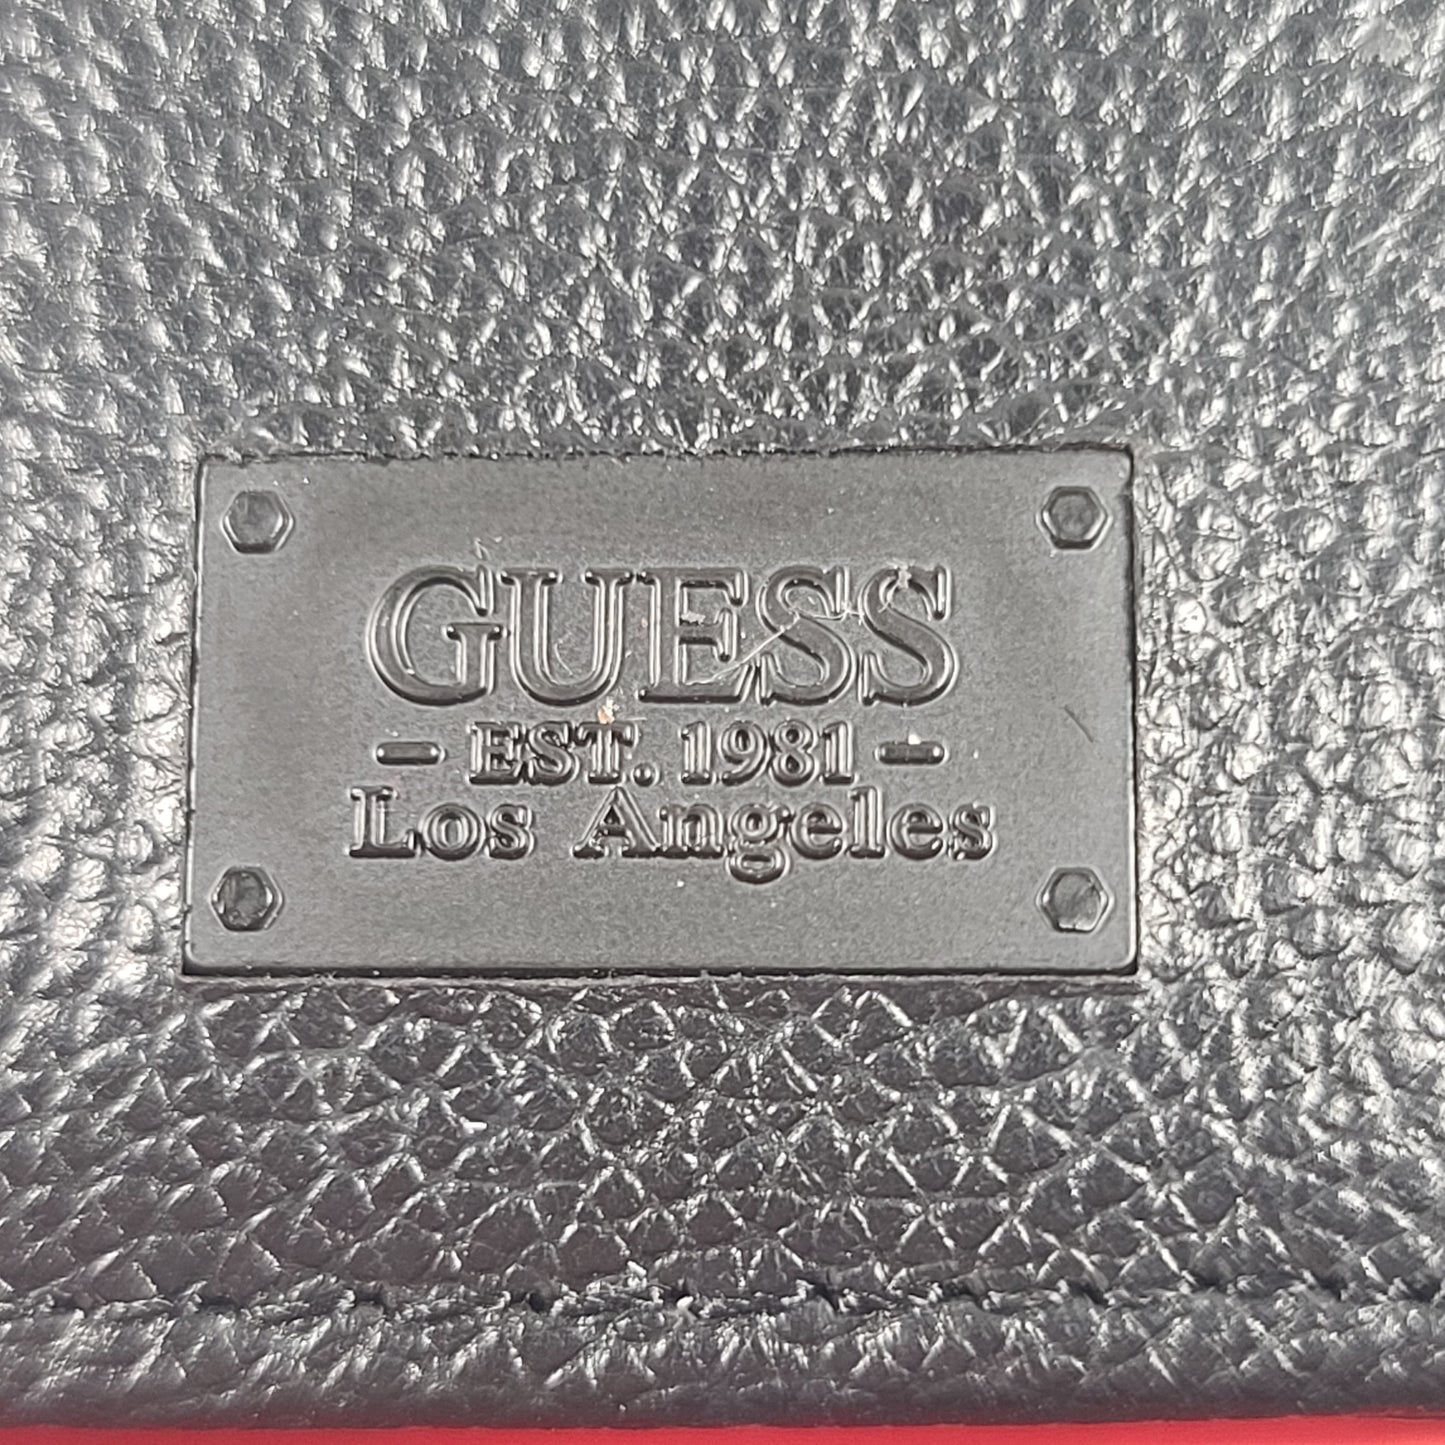 GUESS
- EST. 1981 -
Los Angeles